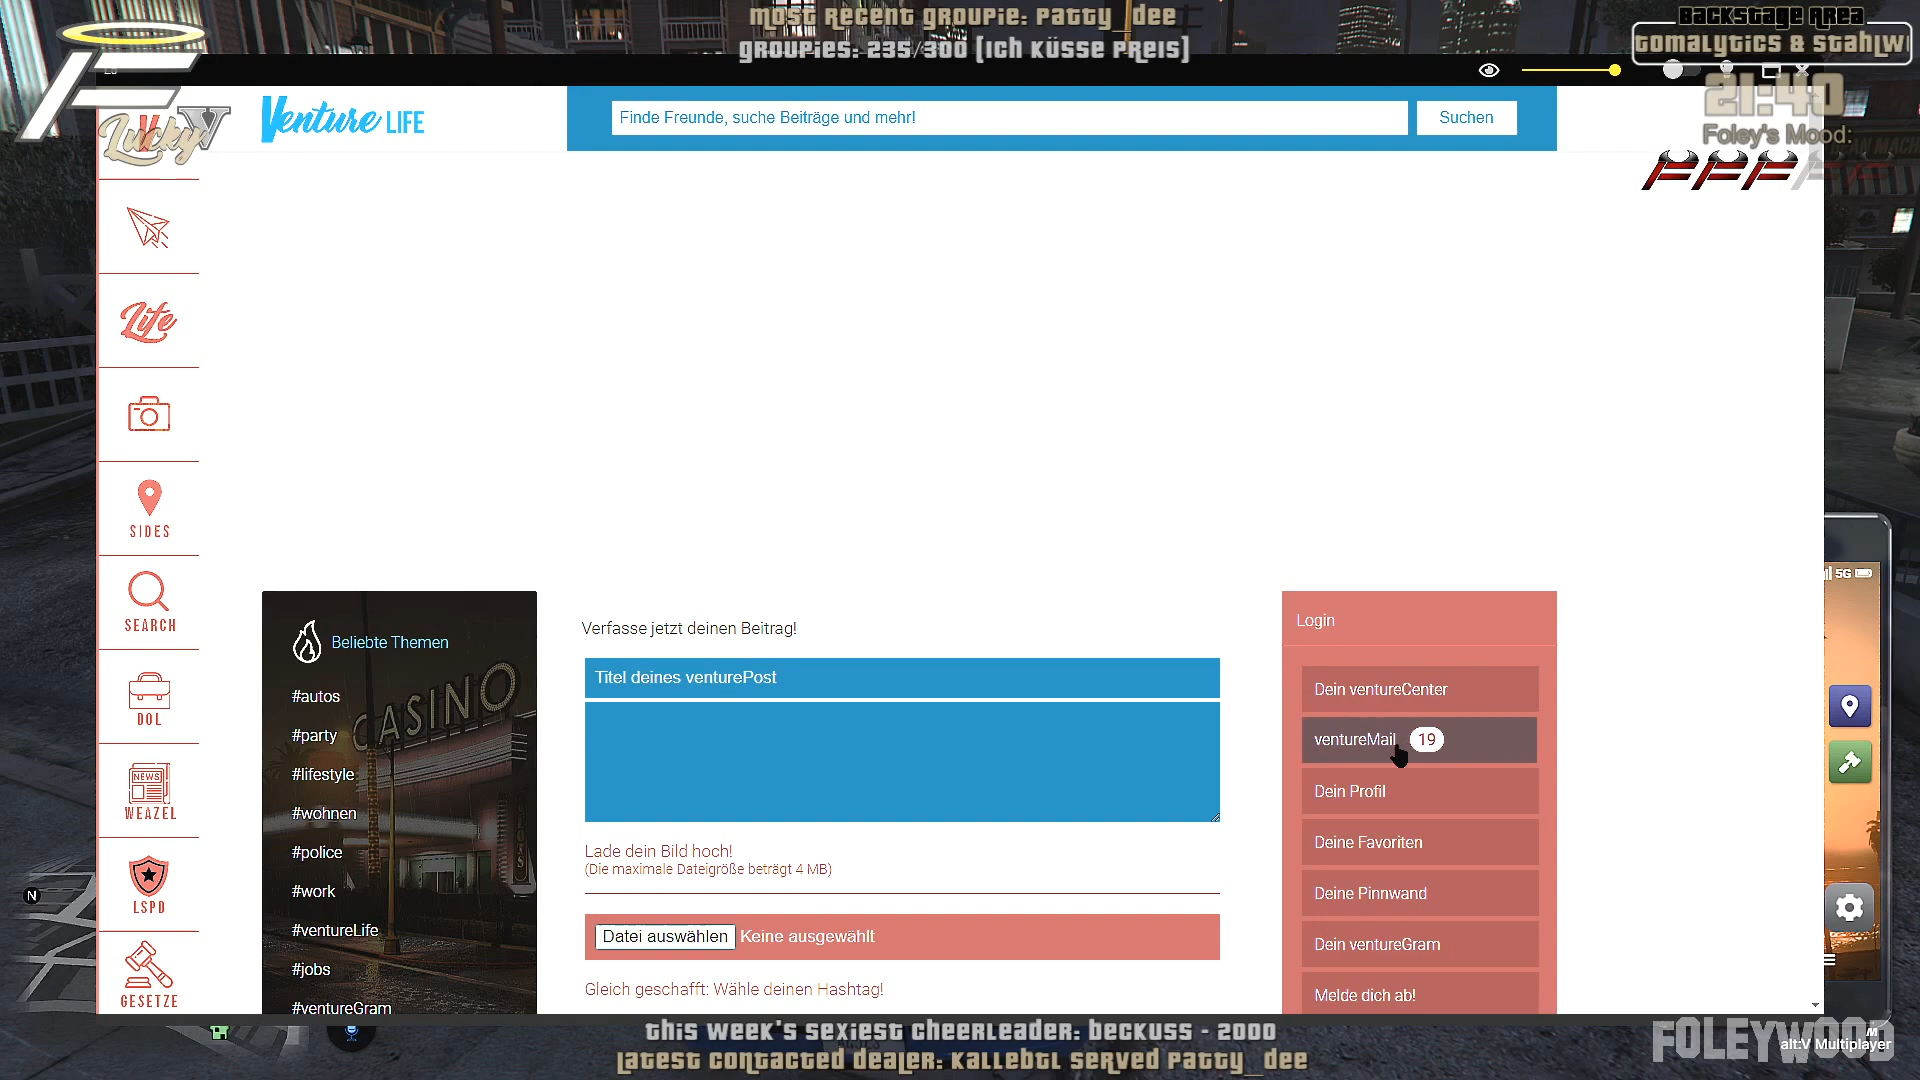 most recent groupie: patty_dee
groupies: 235/300 [ich küsse preis]
Backstage Area
tomalytics & stahlw
21:40
Foley's Mood:
Lucky V
Venture LIFE
Finde Freunde, suche Beiträge und mehr!
Suchen
Life
SIDES
SEARCH
DOL
NEWS
WEAZEL
LSPD
GESETZE
Beliebte Themen
#autos
#party
#lifestyle
#wohnen
#police
#work
#ventureLife
#jobs
#ventureGram
CASINO
Verfasse jetzt deinen Beitrag!
Titel deines venturePost
Lade dein Bild hoch!
(Die maximale Dateigröße beträgt 4 MB)
Datei auswählen Keine ausgewählt
Gleich geschafft: Wähle deinen Hashtag!
Login
Dein ventureCenter
ventureMail 19
Dein Profil
Deine Favoriten
Deine Pinnwand
Dein ventureGram
Melde dich ab!
5G
N
this week's sexiest cheerleader: beckuss - 2000
latest contacted dealer: kallebtl served patty_dee
FOLEYWOOD
alt:V Multiplayer